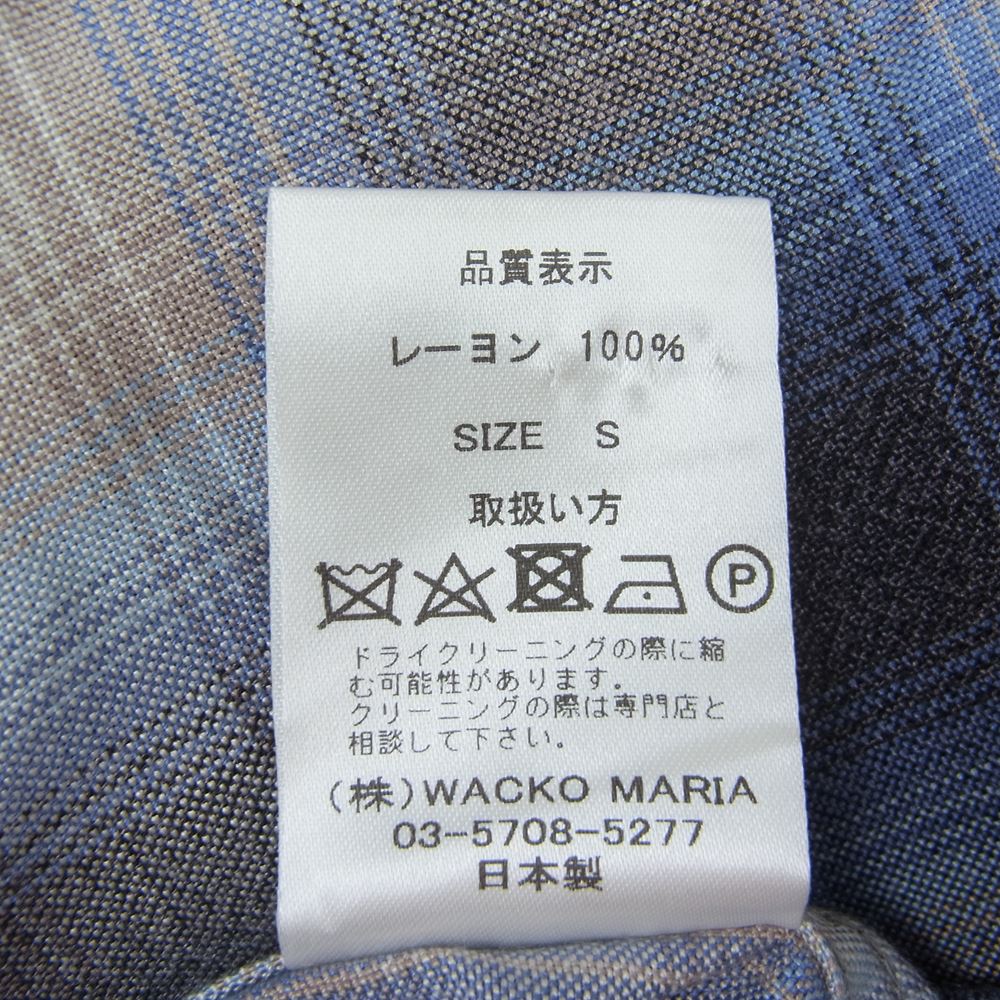 品質表示
レーヨン 100%
SIZE S
取扱い方
P
ドライクリーニングの際に縮
む可能性があります。
クリーニングの際は専門店と
相談して下さい。
(株)WACKO MARIA
03-5708-5277
日本製